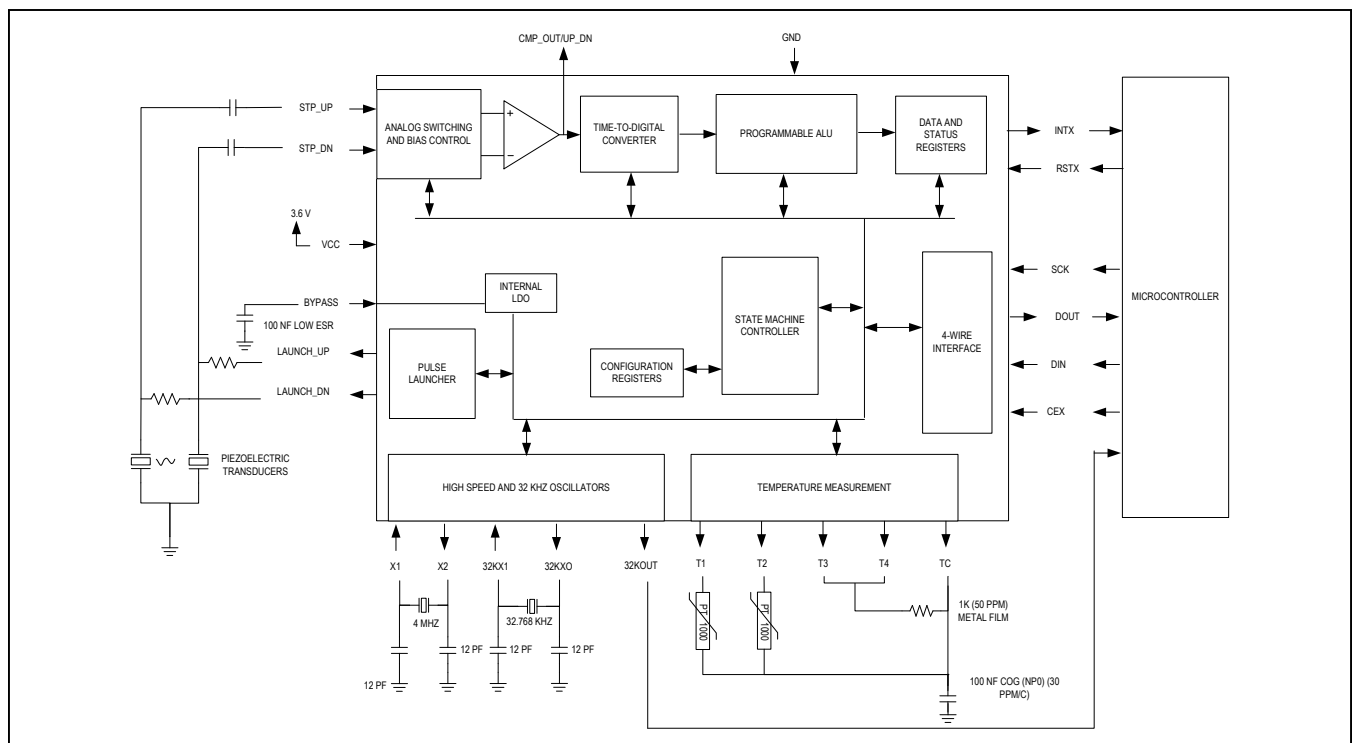 CMP_OUT/UP_DN
GND
STP_UP
STP_DN
ANALOG SWITCHING
AND BIAS CONTROL
+
–
TIME-TO-DIGITAL
CONVERTER
PROGRAMMABLE ALU
DATA AND
STATUS
REGISTERS
INTX
RSTX
3.6 V
VCC
BYPASS
100 NF LOW ESR
INTERNAL
LDO
STATE MACHINE
CONTROLLER
4-WIRE
INTERFACE
SCK
DOUT
DIN
CEX
MICROCONTROLLER
LAUNCH_UP
LAUNCH_DN
PULSE
LAUNCHER
CONFIGURATION
REGISTERS
PIEZOELECTRIC
TRANSDUCERS
HIGH SPEED AND 32 KHZ OSCILLATORS
TEMPERATURE MEASUREMENT
X1
X2
32KX1
32KXO
32KOUT
T1
T2
T3
T4
TC
4 MHZ
32.768 KHZ
PT
1000
PT
1000
1K (50 PPM)
METAL FILM
12 PF
12 PF
12 PF
12 PF
100 NF COG (NP0) (30
PPM/C)